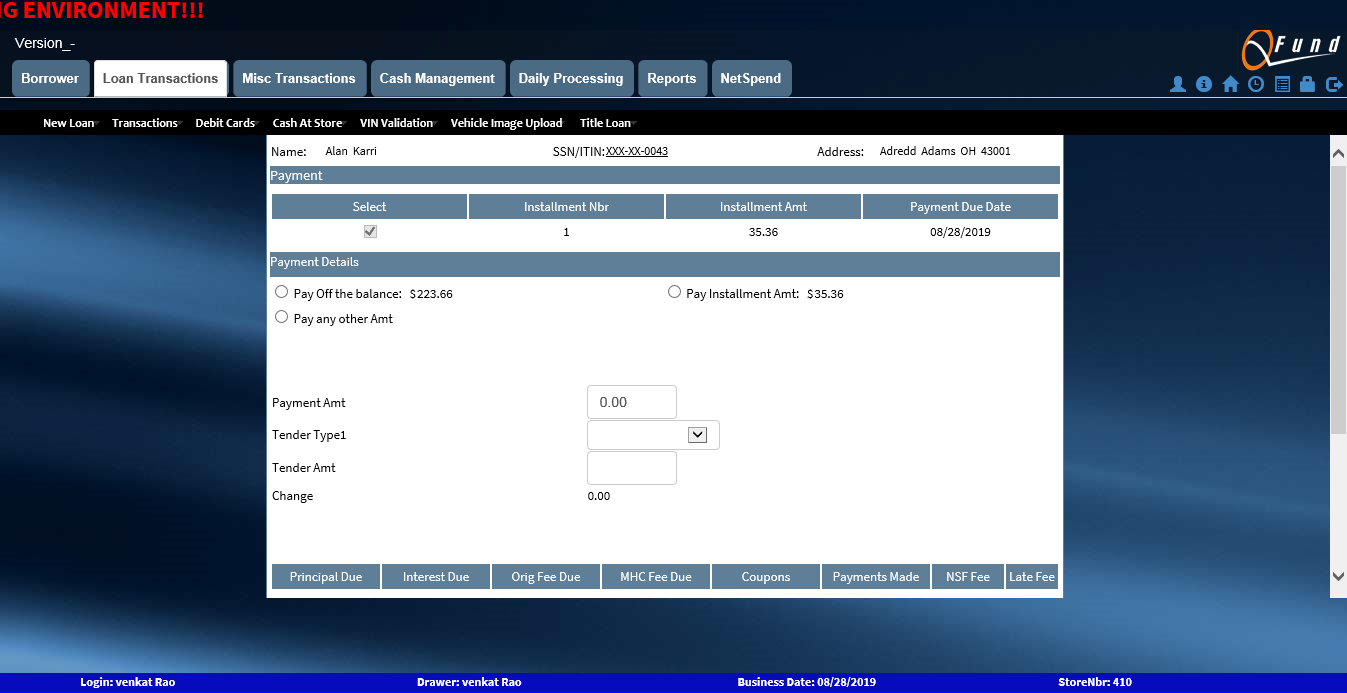 G ENVIRONMENT!!!
Version_-
QFund
Borrower Loan Transactions Misc Transactions Cash Management Daily Processing Reports NetSpend
New Loan Transactions Debit Cards Cash At Store VIN Validation Vehicle Image Upload Title Loan
Name: Alan Karri SSN/ITIN:XXX-XX-0043 Address: Adredd Adams OH 43001
Payment
Select Installment Nbr Installment Amt Payment Due Date
1 35.36 08/28/2019
Payment Details
Pay Off the balance: $223.66 Pay Installment Amt: $35.36
Pay any other Amt
Payment Amt 0.00
Tender Type1
Tender Amt
Change 0.00
Principal Due Interest Due Orig Fee Due MHC Fee Due Coupons Payments Made NSF Fee Late Fee
Login: venkat Rao Drawer: venkat Rao Business Date: 08/28/2019 StoreNbr: 410